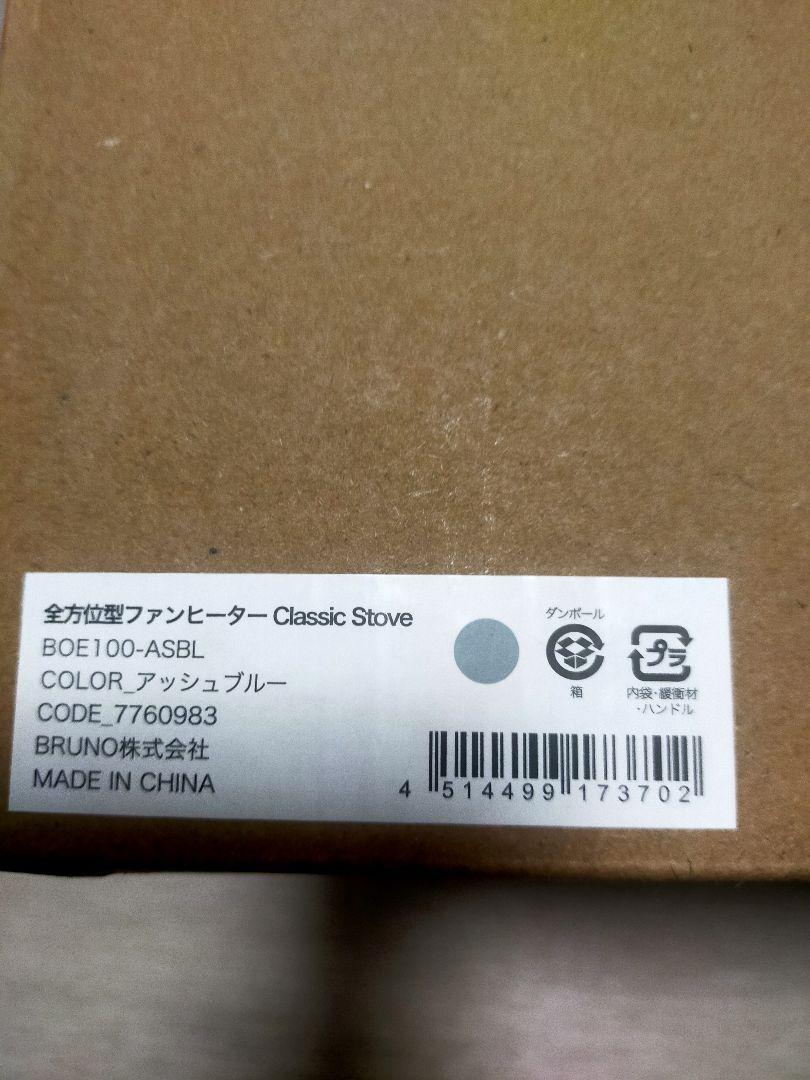 全方位型ファンヒーター Classic Stove
BOE100-ASBL
COLOR_アッシュブルー
CODE_7760983
BRUNO株式会社
MADE IN CHINA
ダンボール
箱
プラ
内袋・緩衝材
・ハンドル
4 514499 173702